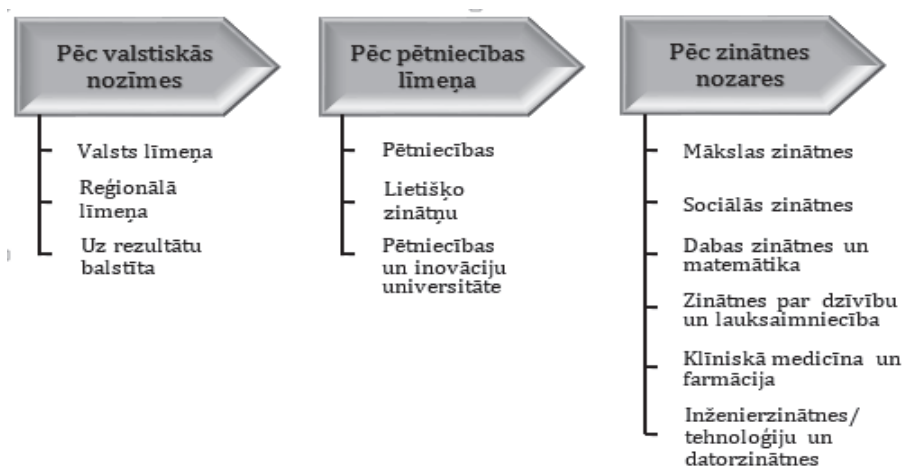 Pēc valstiskās
nozīmes
Valsts līmeņa
Reģionālā
līmeņa
Uz rezultātu
balstīta
Pēc pētniecības
līmeņa
Pētniecības
Lietišķo
zinātņu
Pētniecības
un inovāciju
universitāte
Pēc zinātnes
nozares
Mākslas zinātnes
Sociālās zinātnes
Dabas zinātnes un
matemātika
Zinātnes par dzīvību
un lauksaimniecība
Klīniskā medicīna un
farmācija
Inženierzinātnes/
tehnoloģiju un
datorzinātnes